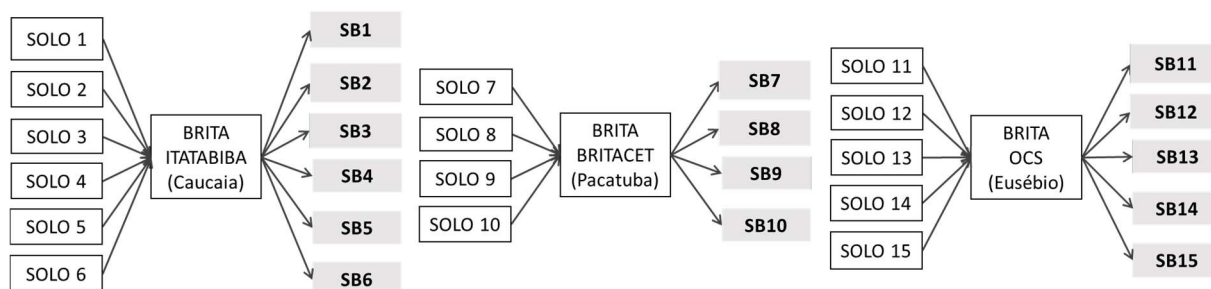 SOLO 1
SOLO 2
SOLO 3
SOLO 4
SOLO 5
SOLO 6
BRITA
ITATABIBA
(Caucaia)
SB1
SB2
SB3
SB4
SB5
SB6
SOLO 7
SOLO 8
SOLO 9
SOLO 10
BRITA
BRITACET
(Pacatuba)
SB7
SB8
SB9
SB10
SOLO 11
SOLO 12
SOLO 13
SOLO 14
SOLO 15
BRITA
OCS
(Eusébio)
SB11
SB12
SB13
SB14
SB15